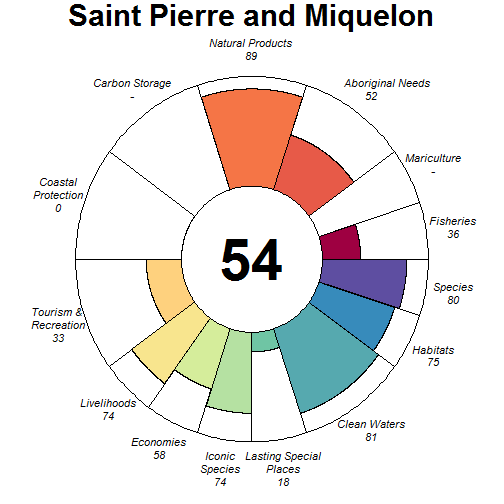 Saint Pierre and Miquelon
Natural Products
89
Carbon Storage
-
Aboriginal Needs
52
Mariculture
-
Coastal
Protection
0
Fisheries
36
54
Species
80
Tourism &
Recreation
33
Habitats
75
Livelihoods
74
Clean Waters
81
Economies
58
Iconic
Species
74
Lasting Special
Places
18